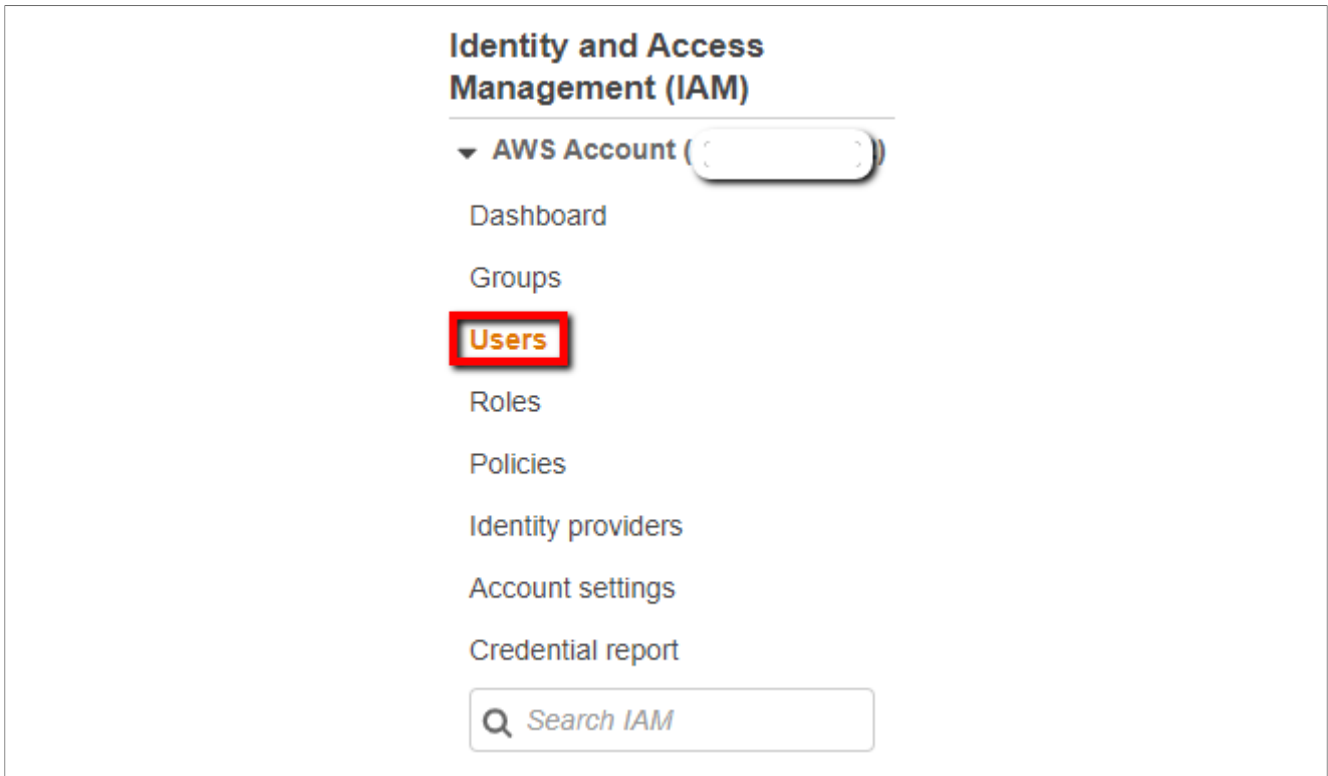 Identity and Access
Management (IAM)
AWS Account ( )
Dashboard
Groups
Users
Roles
Policies
Identity providers
Account settings
Credential report
Search IAM